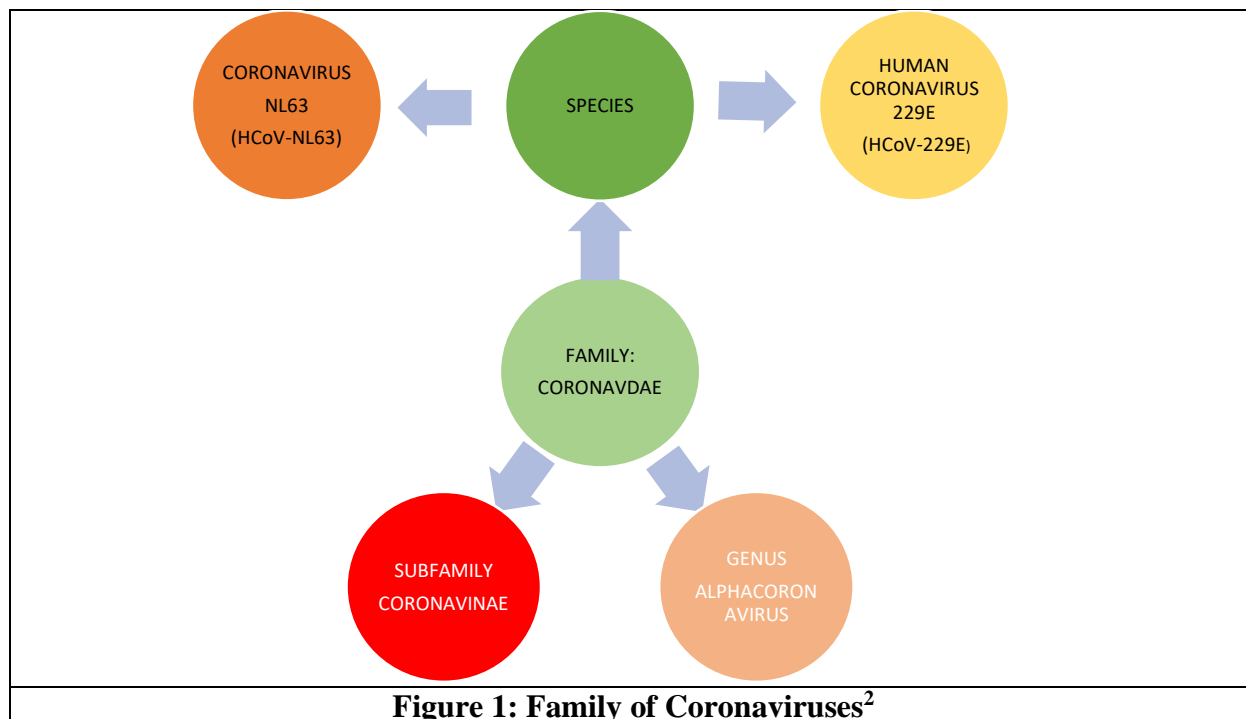 CORONAVIRUS
NL63
(HCoV-NL63)
SPECIES
HUMAN
CORONAVIRUS
229E
(HCoV-229E)
FAMILY:
CORONAVDAE
SUBFAMILY
CORONAVINAE
GENUS
ALPHACORON
AVIRUS
Figure 1: Family of Coronaviruses²